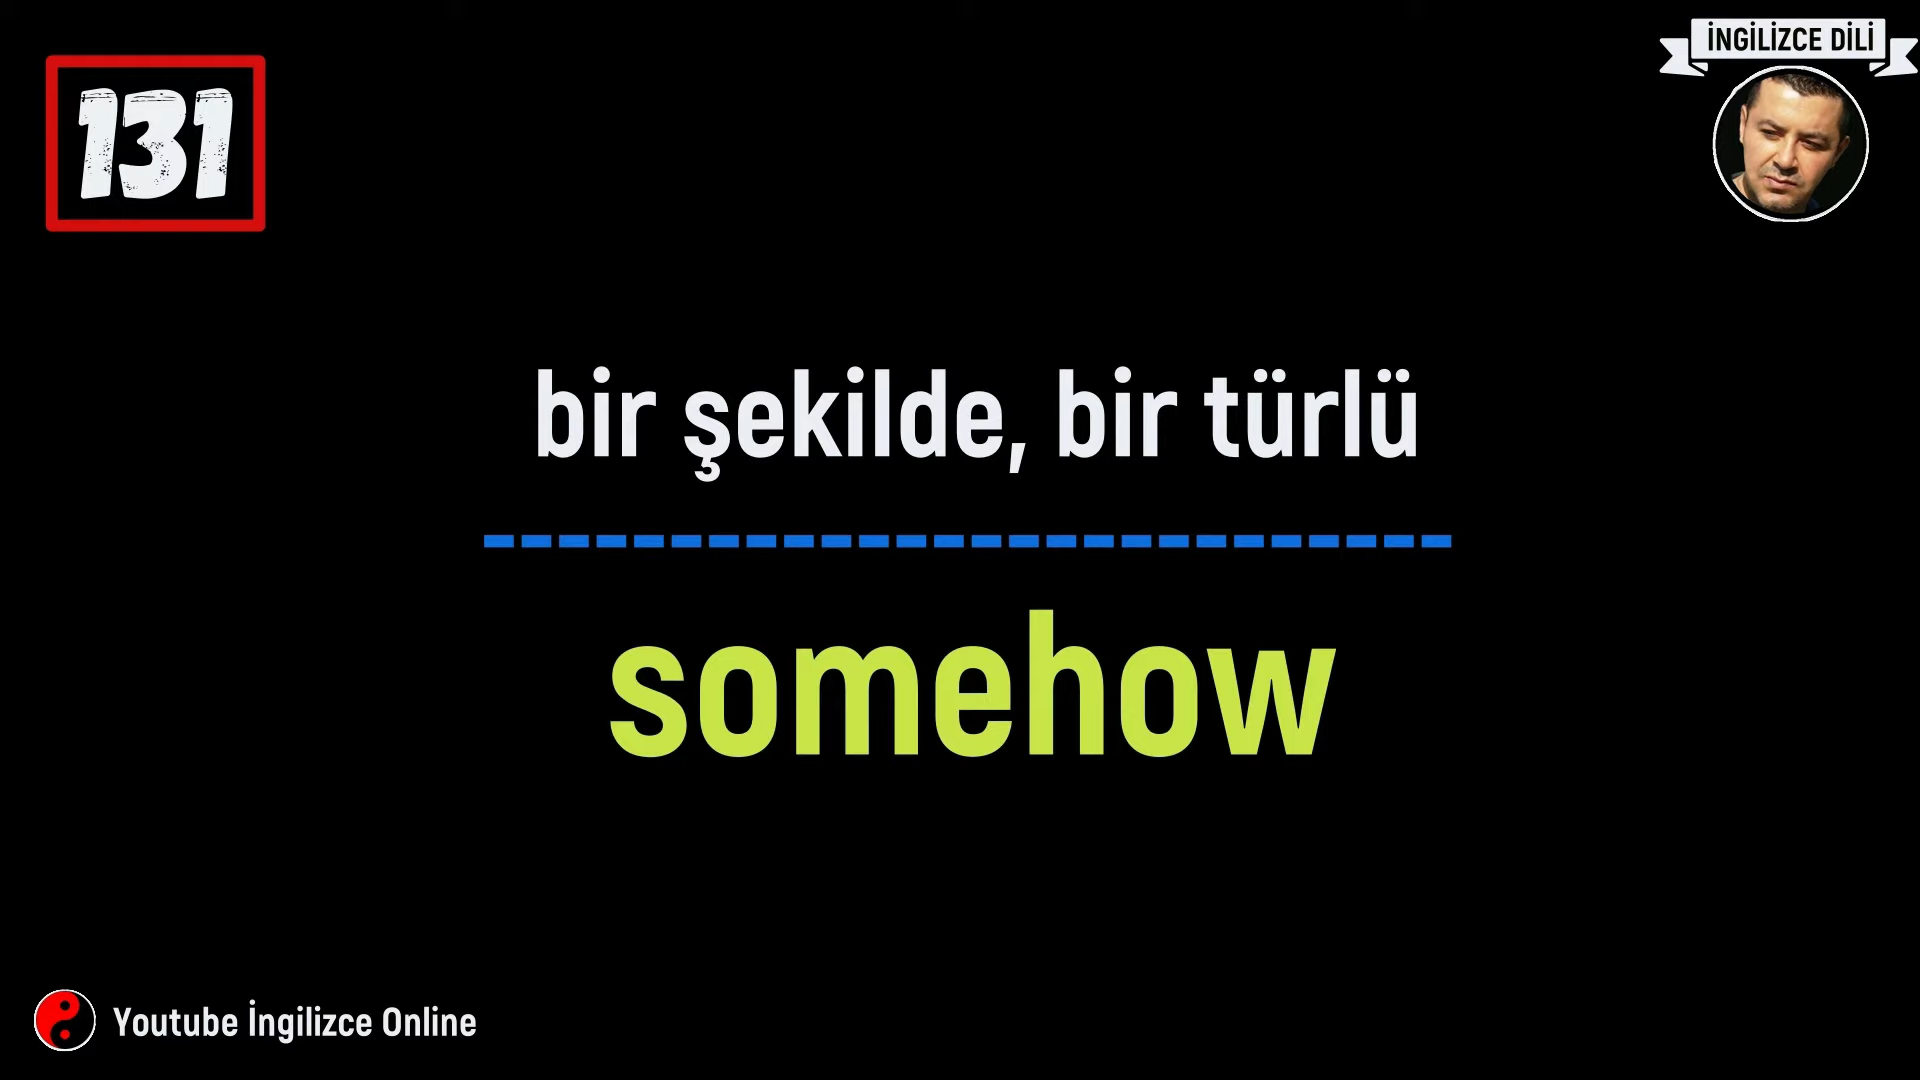 131
İNGİLİZCE DİLİ
bir şekilde, bir türlü
somehow
Youtube İngilizce Online